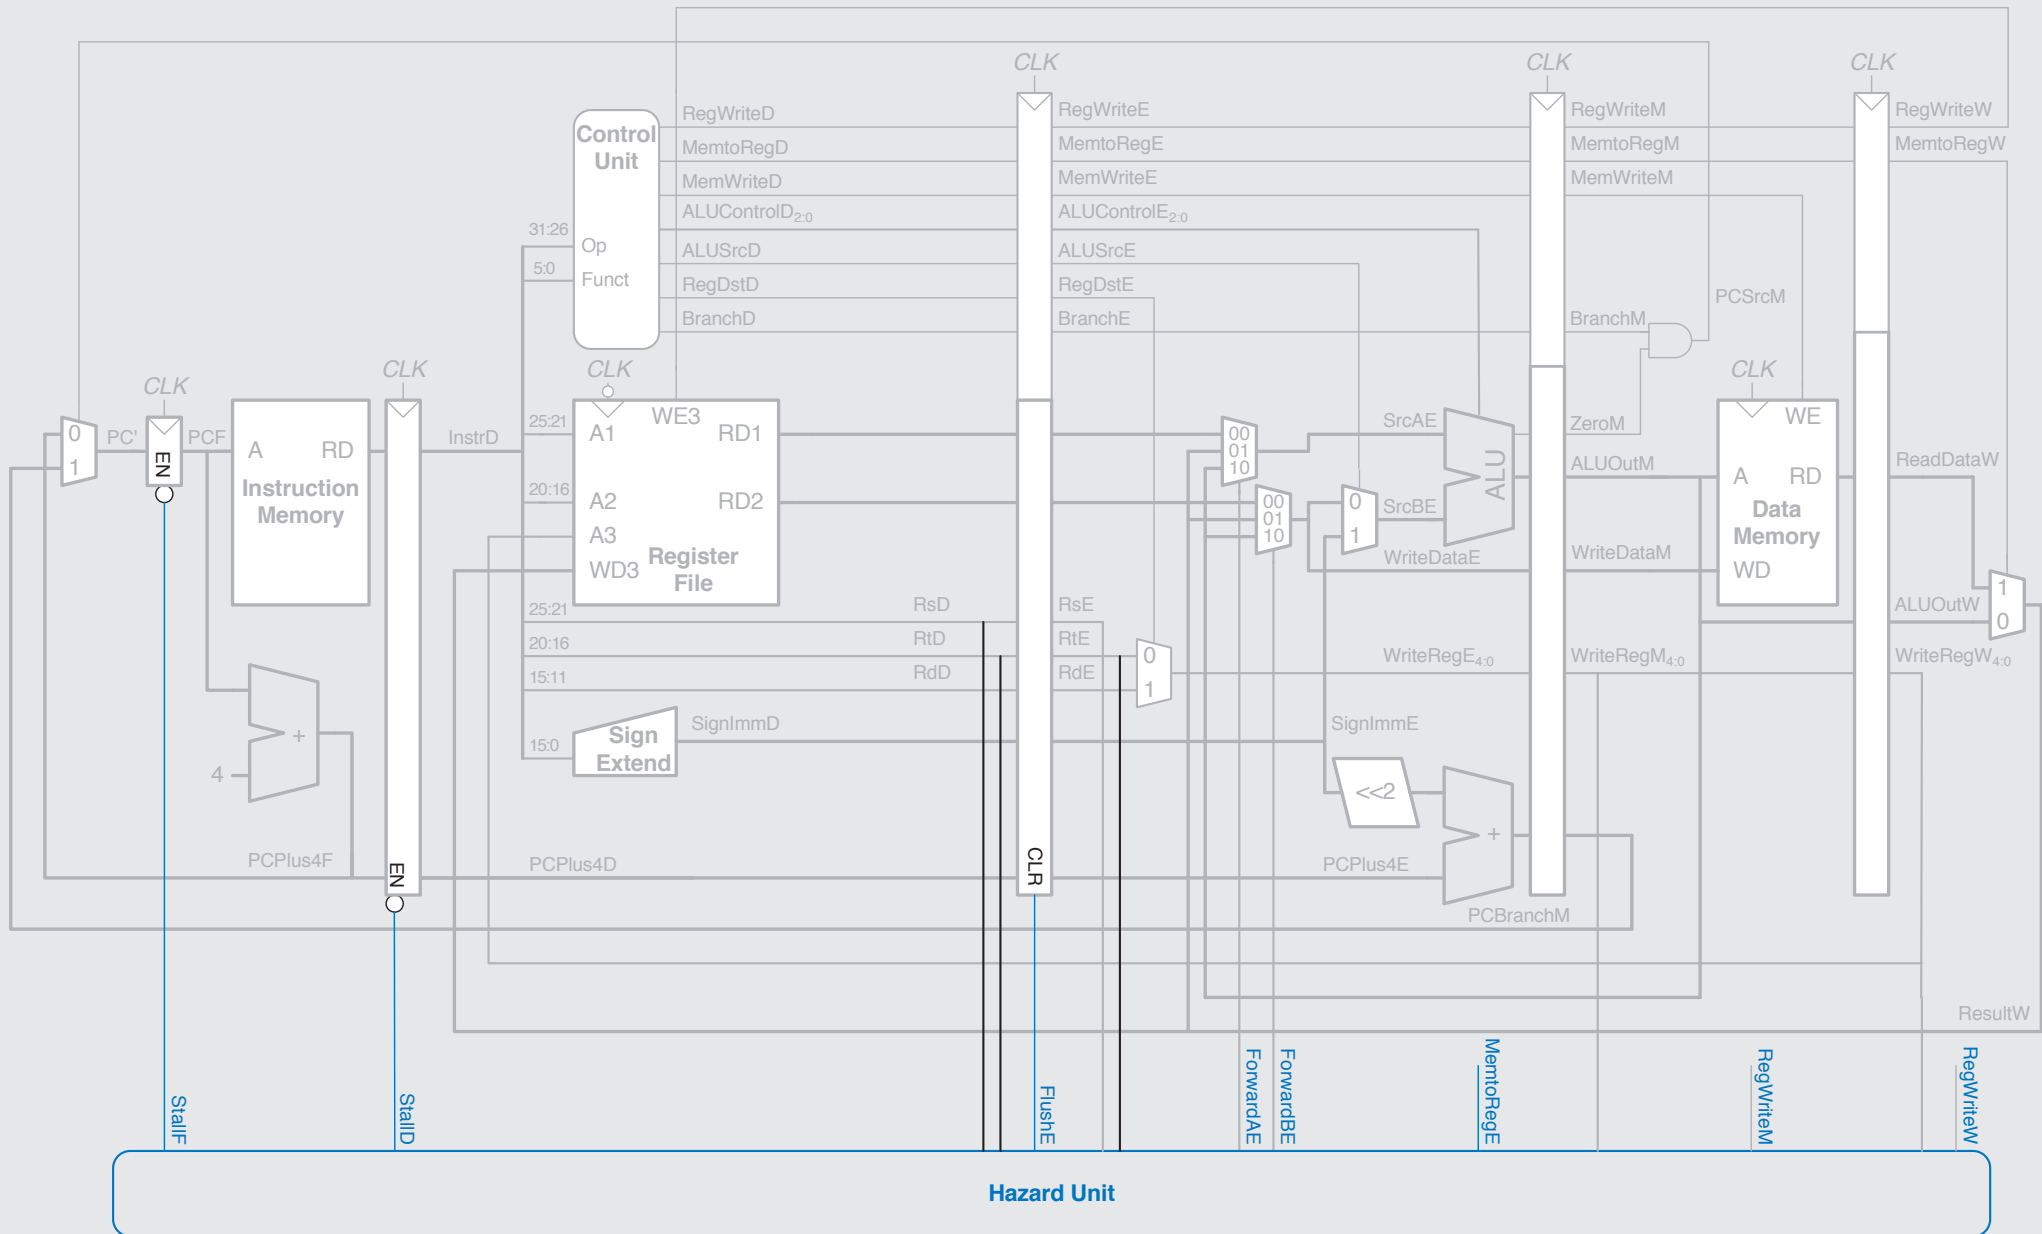 CLK CLK CLK
RegWriteD RegWriteE RegWriteM RegWriteW
Control
Unit
MemtoRegD MemtoRegE MemtoRegM MemtoRegW
MemWriteD MemWriteE MemWriteM
ALUControlD2:0 ALUControlE2:0
31:26 Op ALUSrcD ALUSrcE
5:0 Funct RegDstD RegDstE PCSrcM
BranchD BranchE BranchM
CLK CLK CLK CLK
WE3 WE
0 PC' PCF A RD InstrD 25:21 A1 RD1 00 SrcAE ZeroM
1 EN 01 ALU ALUOutM ReadDataW
10 A RD
Instruction
Memory
20:16 A2 RD2 00 0 SrcBE Data
01 1 Memory
10
A3 Register
File
WD3 WriteDataE WriteDataM WD
1
25:21 RsD RsE ALUOutW 0
20:16 RtD RtE 0 WriteRegE4:0 WriteRegM4:0 WriteRegW4:0
15:11 RdD RdE 1
+ 15:0 Sign
Extend
SignImmD SignImmE
4 <<2
+
PCPlus4F EN PCPlus4D CLR PCPlus4E
PCBranchM
ResultW
StallF StallD FlushE ForwardAE ForwardBE MemtoRegE RegWriteM RegWriteW
Hazard Unit